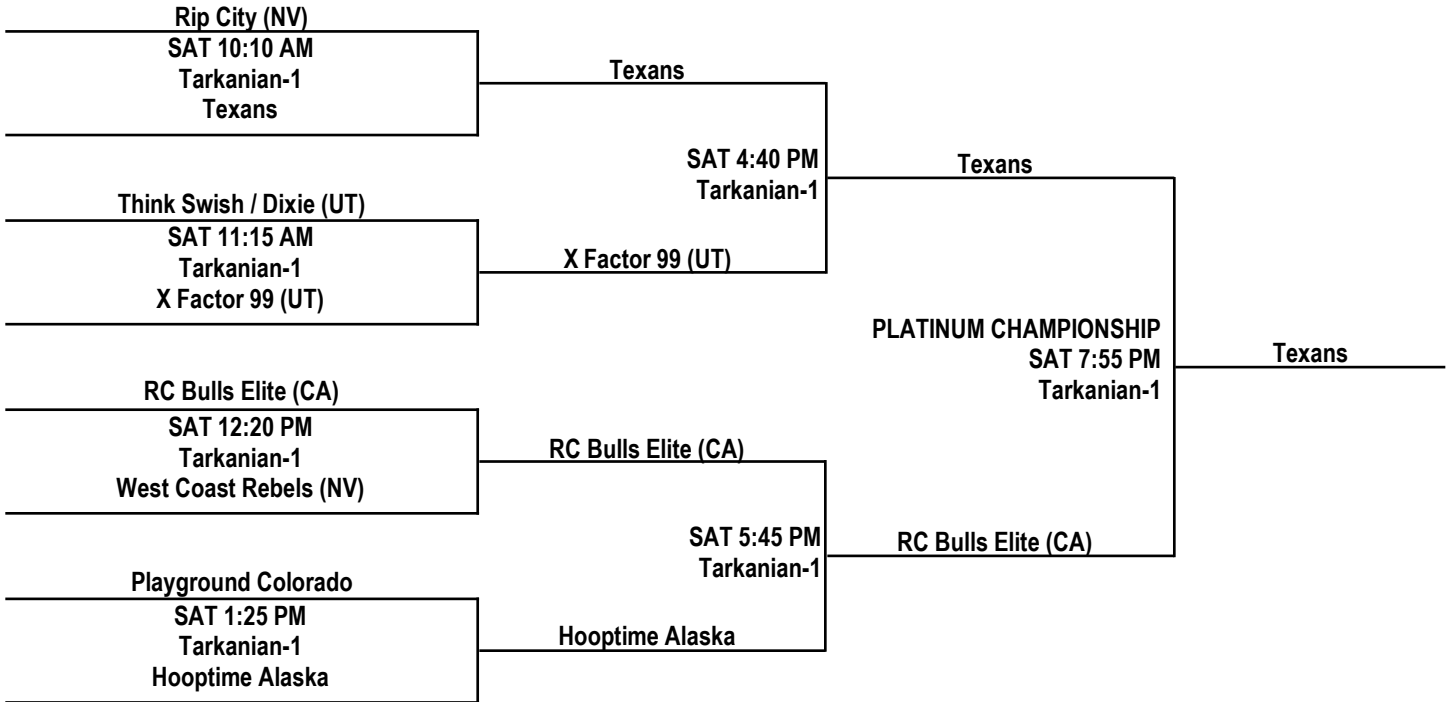 Rip City (NV)
SAT 10:10 AM
Tarkanian-1
Texans
Think Swish / Dixie (UT)
SAT 11:15 AM
Tarkanian-1
X Factor 99 (UT)
RC Bulls Elite (CA)
SAT 12:20 PM
Tarkanian-1
West Coast Rebels (NV)
Playground Colorado
SAT 1:25 PM
Tarkanian-1
Hooptime Alaska
Texans
SAT 4:40 PM
Tarkanian-1
X Factor 99 (UT)
RC Bulls Elite (CA)
SAT 5:45 PM
Tarkanian-1
Hooptime Alaska
Texans
PLATINUM CHAMPIONSHIP
SAT 7:55 PM
Tarkanian-1
RC Bulls Elite (CA)
Texans